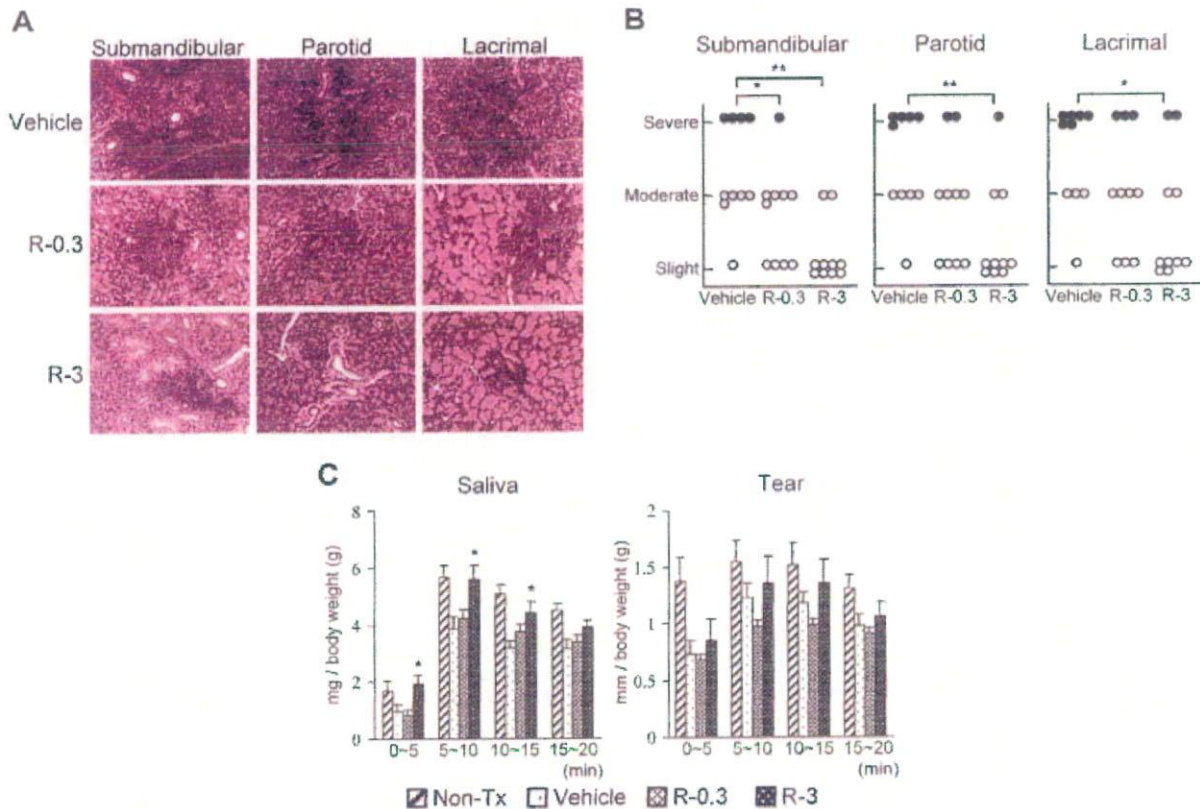 A
Submandibular Parotid Lacrimal
Vehicle
R-0.3
R-3
B
Submandibular Parotid Lacrimal
** * ** *
Severe
Moderate
Slight
Vehicle R-0.3 R-3 Vehicle R-0.3 R-3 Vehicle R-0.3 R-3
C
Saliva Tear
mg / body weight (g)
8
6
4
2
0
* * *
0~5 5~10 10~15 15~20
(min)
mm / body weight (g)
2
1.5
1
0.5
0
0~5 5~10 10~15 15~20
(min)
Non-Tx Vehicle R-0.3 R-3